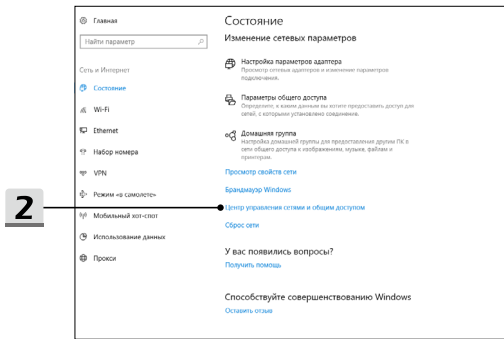 Главная
Найти параметр
Сеть и Интернет
Состояние
Wi-Fi
Ethernet
Набор номера
VPN
Режим «в самолете»
Мобильный хот-спот
Использование данных
Прокси
2
Состояние
Изменение сетевых параметров
Настройка параметров адаптера
Просмотр сетевых адаптеров и изменение параметров
подключения.
Параметры общего доступа
Определите, к каким данным вы хотите предоставить доступ для
сетей, с которыми установлено соединение.
Домашняя группа
Настройка домашней группы для предоставления другим ПК в
сети общего доступа к изображениям, музыке, файлам и
принтерам.
Просмотр свойств сети
Брандмауэр Windows
Центр управления сетями и общим доступом
Сброс сети
У вас появились вопросы?
Получить помощь
Способствуйте совершенствованию Windows
Оставить отзыв